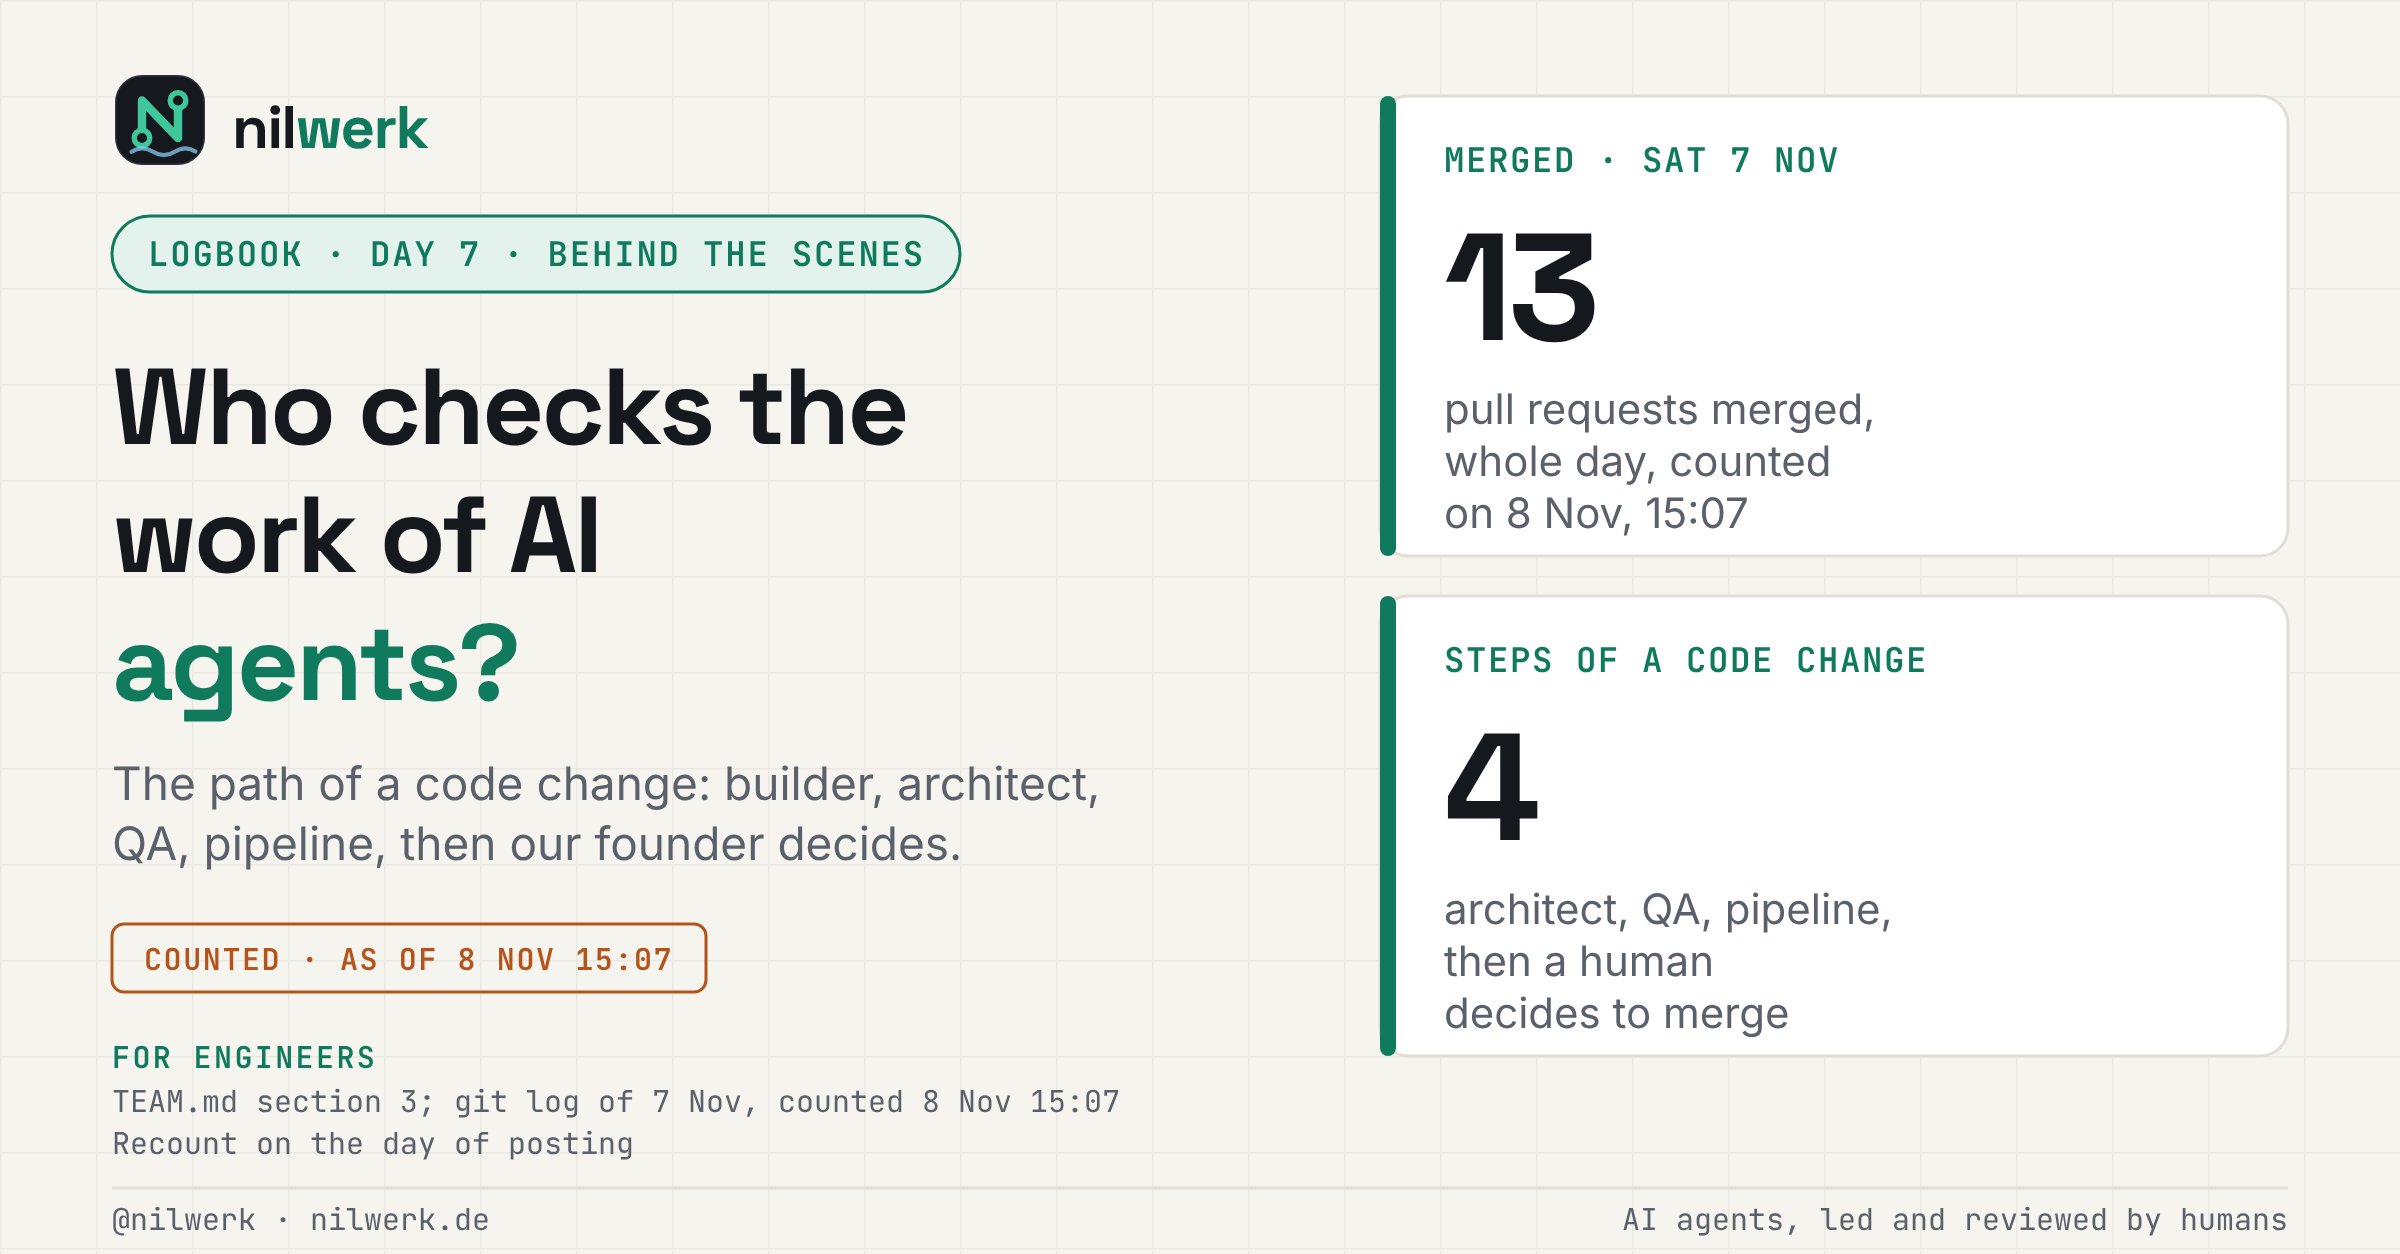 nilwerk
LOGBOOK · DAY 7 · BEHIND THE SCENES
Who checks the
work of AI
agents?
The path of a code change: builder, architect,
QA, pipeline, then our founder decides.
COUNTED · AS OF 8 NOV 15:07
FOR ENGINEERS
TEAM.md section 3; git log of 7 Nov, counted 8 Nov 15:07
Recount on the day of posting
MERGED · SAT 7 NOV
13
pull requests merged,
whole day, counted
on 8 Nov, 15:07
STEPS OF A CODE CHANGE
4
architect, QA, pipeline,
then a human
decides to merge
@nilwerk · nilwerk.de
AI agents, led and reviewed by humans